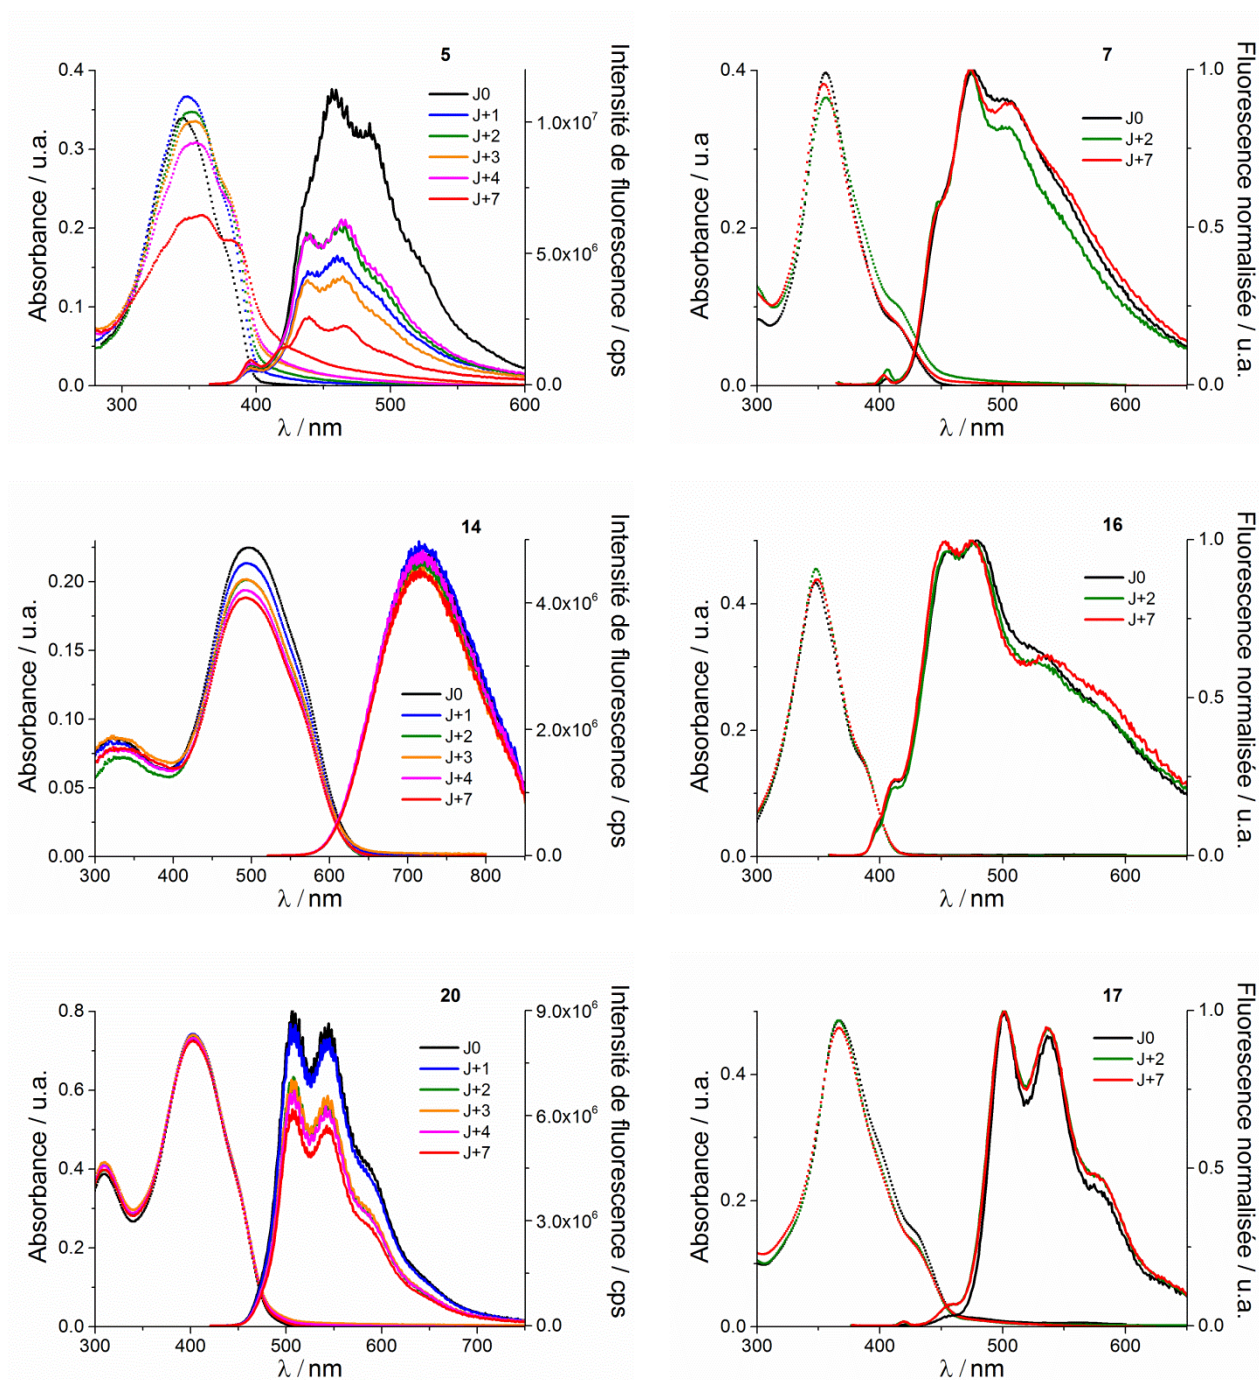 5
J0
J+1
J+2
J+3
J+4
J+7
0.4
0.3
0.2
0.1
0.0
Absorbance / u.a.
1.0x10⁷
5.0x10⁶
0.0
Intensité de fluorescence / cps
300 400 500 600
λ / nm
7
J0
J+2
J+7
0.4
0.2
0.0
Absorbance / u.a
1.0
0.5
0.0
Fluorescence normalisée / u.a.
300 400 500 600
λ / nm
14
J0
J+1
J+2
J+3
J+4
J+7
0.20
0.15
0.10
0.05
0.00
Absorbance / u.a.
4.0x10⁶
2.0x10⁶
0.0
Intensité de fluorescence / cps
300 400 500 600 700 800
λ / nm
16
J0
J+2
J+7
0.4
0.2
0.0
Absorbance / u.a.
1.0
0.5
0.0
Fluorescence normalisée / u.a.
300 400 500 600
λ / nm
20
J0
J+1
J+2
J+3
J+4
J+7
0.8
0.6
0.4
0.2
0.0
Absorbance / u.a.
9.0x10⁶
6.0x10⁶
3.0x10⁶
0.0
Intensité de fluorescence / cps
300 400 500 600 700
λ / nm
17
J0
J+2
J+7
0.4
0.2
0.0
Absorbance / u.a.
1.0
0.5
0.0
Fluorescence normalisée / u.a.
300 400 500 600
λ / nm